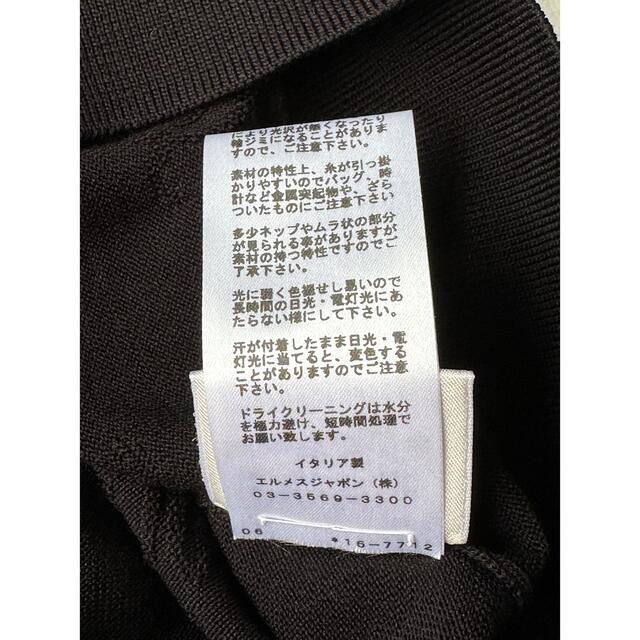 により光沢が無くなったり
輪ジミになることがありま
すので、ご注意下さい。
素材の特性上、糸が引っ掛
かりやすいのでバッグ、時
計など金属突起物や、ざら
ついたものにご注意下さい
多少ネップやムラ状の部分
が見られる事がありますが
素材の持つ特性ですのでご
了承下さい。
光に弱く色褪せし易いので
長時間の日光・電灯光にあ
たらない様にして下さい。
汗が付着したまま日光・電
灯光に当てると、変色する
ことがありますのでご注意
下さい。
ドライクリーニングは水分
を極力避け、短時間処理で
お願い致します。
イタリア製
エルメスジャポン（株）
03-3569-3300
06 *16-7712